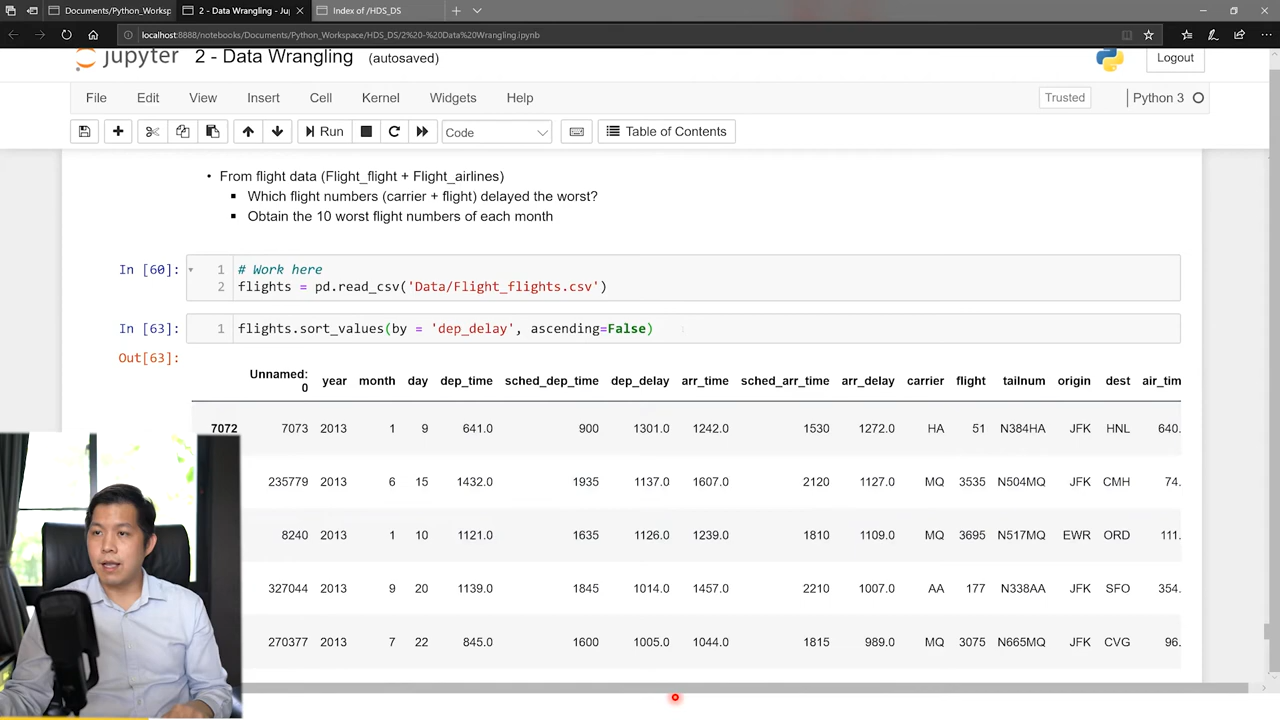 Documents/Python_Worksp
2 - Data Wrangling - Ju
Index of /HDS_DS
localhost:8888/notebooks/Documents/Python_Workspace/HDS_DS/2%20-%20Data%20Wrangling.ipynb
jupyter 2 - Data Wrangling (autosaved)
Logout
File Edit View Insert Cell Kernel Widgets Help
Trusted
Python 3
Run
Code
Table of Contents
• From flight data (Flight_flight + Flight_airlines)
▪ Which flight numbers (carrier + flight) delayed the worst?
▪ Obtain the 10 worst flight numbers of each month
In [60]:
1 # Work here
2 flights = pd.read_csv('Data/Flight_flights.csv')
In [63]:
1 flights.sort_values(by = 'dep_delay', ascending=False)
Out[63]:
Unnamed: 0 year month day dep_time sched_dep_time dep_delay arr_time sched_arr_time arr_delay carrier flight tailnum origin dest air_tim
7072 7073 2013 1 9 641.0 900 1301.0 1242.0 1530 1272.0 HA 51 N384HA JFK HNL 640.
235779 2013 6 15 1432.0 1935 1137.0 1607.0 2120 1127.0 MQ 3535 N504MQ JFK CMH 74.
8240 2013 1 10 1121.0 1635 1126.0 1239.0 1810 1109.0 MQ 3695 N517MQ EWR ORD 111.
327044 2013 9 20 1139.0 1845 1014.0 1457.0 2210 1007.0 AA 177 N338AA JFK SFO 354.
270377 2013 7 22 845.0 1600 1005.0 1044.0 1815 989.0 MQ 3075 N665MQ JFK CVG 96.